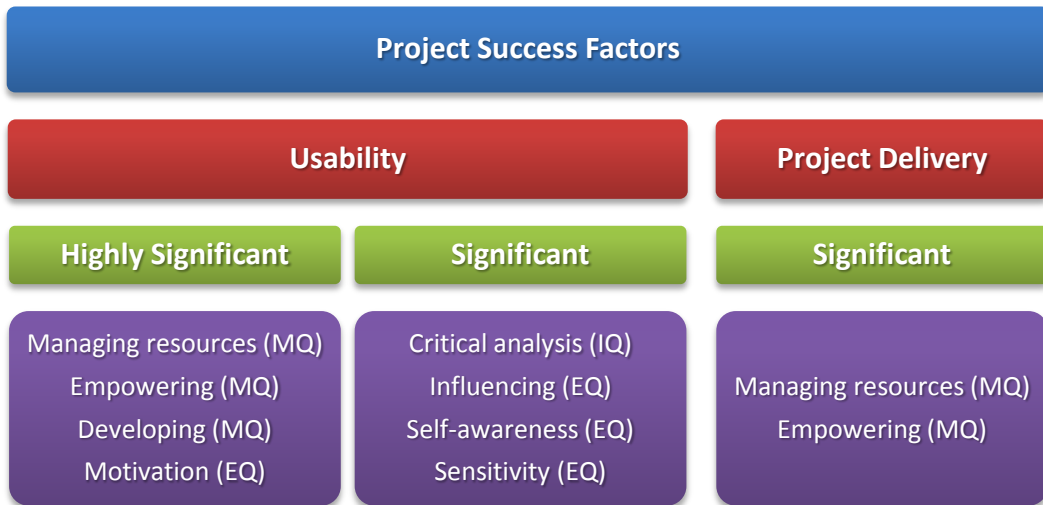 Project Success Factors
Usability
Project Delivery
Highly Significant
Significant
Significant
Managing resources (MQ)
Empowering (MQ)
Developing (MQ)
Motivation (EQ)
Critical analysis (IQ)
Influencing (EQ)
Self-awareness (EQ)
Sensitivity (EQ)
Managing resources (MQ)
Empowering (MQ)